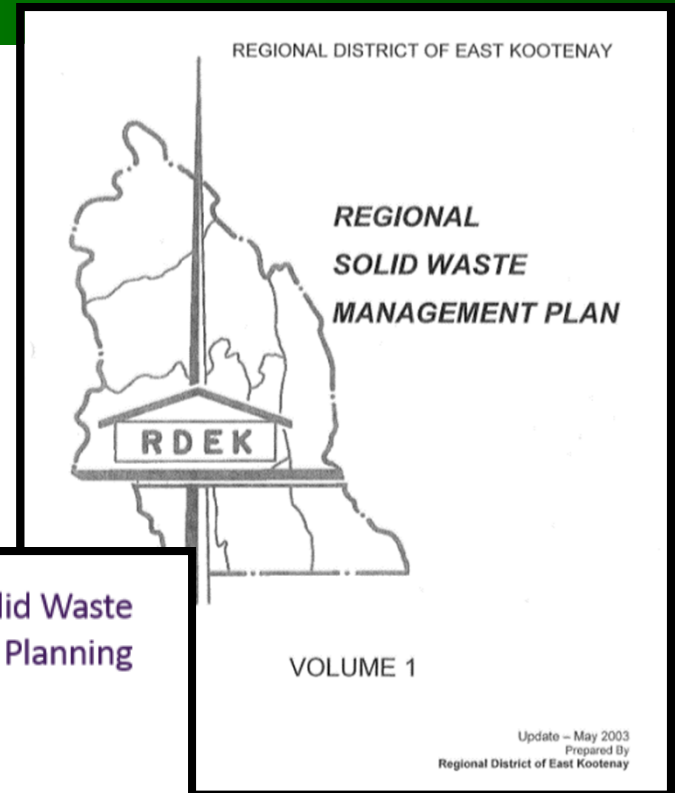 REGIONAL DISTRICT OF EAST KOOTENAY
REGIONAL
SOLID WASTE
MANAGEMENT PLAN
RDEK
Waste
Planning
VOLUME 1
Update – May 2003
Prepared By
Regional District of East Kootenay